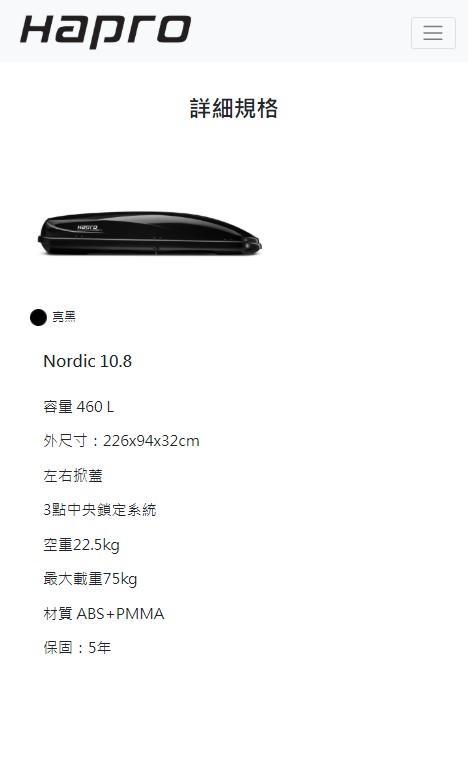 Hapro
詳細規格
Hapro
亮黑
Nordic 10.8
容量 460 L
外尺寸：226x94x32cm
左右掀蓋
3點中央鎖定系統
空重22.5kg
最大載重75kg
材質 ABS+PMMA
保固：5年